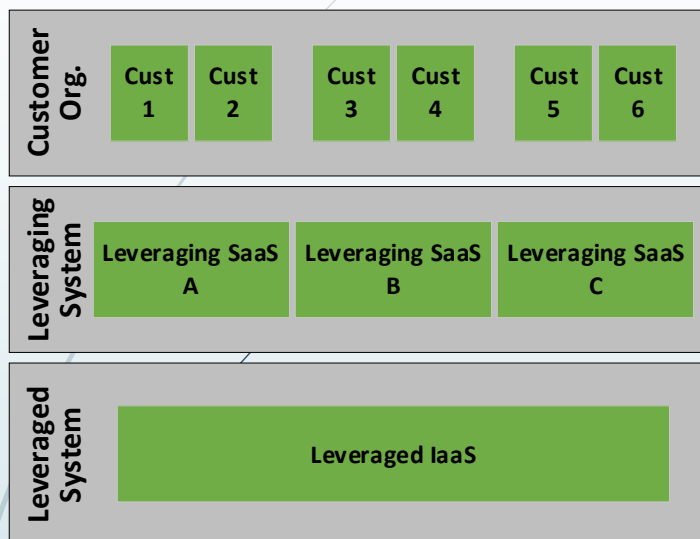 Customer
Org.
Cust
1
Cust
2
Cust
3
Cust
4
Cust
5
Cust
6
Leveraging
System
Leveraging SaaS
A
Leveraging SaaS
B
Leveraging SaaS
C
Leveraged
System
Leveraged IaaS